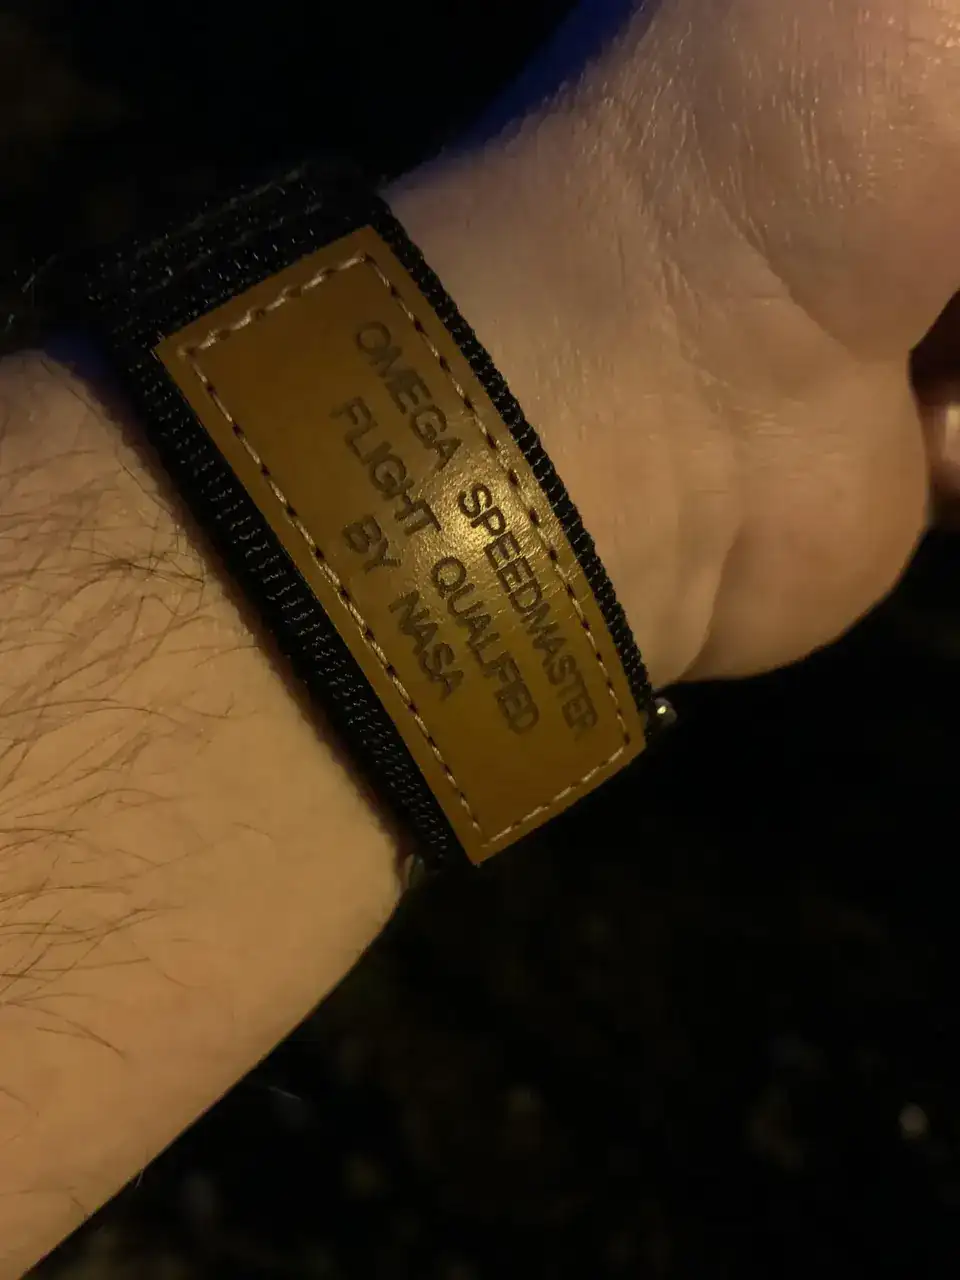 OMEGA SPEEDMASTER
FLIGHT QUALIFIED
BY NASA